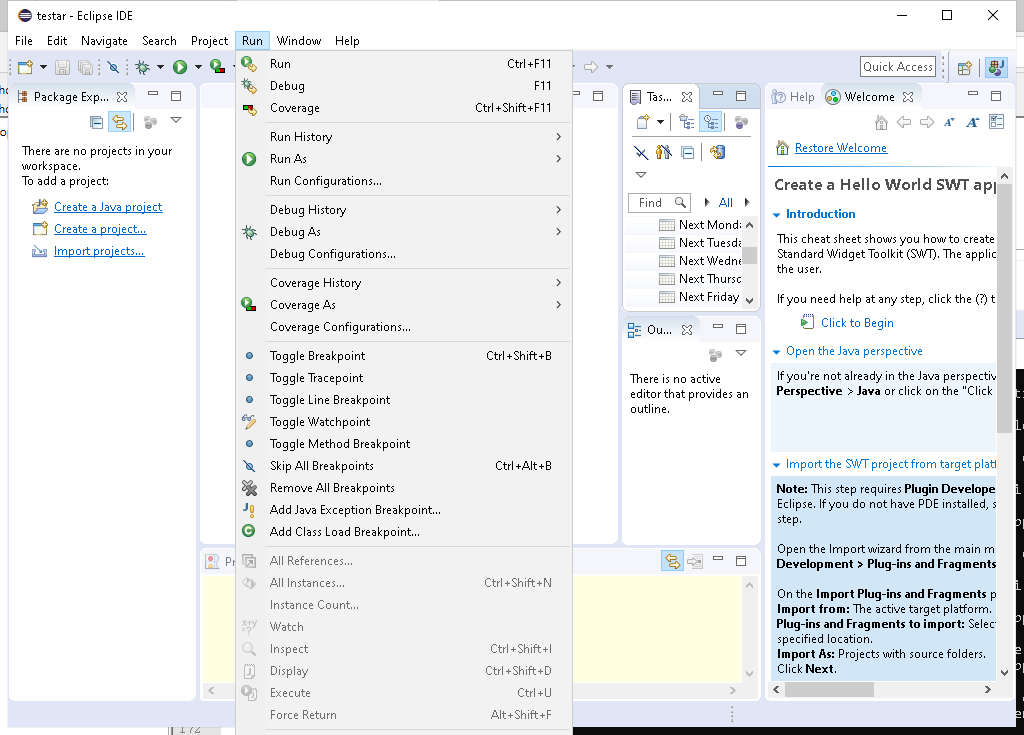 testar - Eclipse IDE
File Edit Navigate Search Project Run Window Help
Quick Access
Package Exp...
There are no projects in your
workspace.
To add a project:
Create a Java project
Create a project...
Import projects...
Run Ctrl+F11
Debug F11
Coverage Ctrl+Shift+F11
Run History
Run As
Run Configurations...
Debug History
Debug As
Debug Configurations...
Coverage History
Coverage As
Coverage Configurations...
Toggle Breakpoint Ctrl+Shift+B
Toggle Tracepoint
Toggle Line Breakpoint
Toggle Watchpoint
Toggle Method Breakpoint
Skip All Breakpoints Ctrl+Alt+B
Remove All Breakpoints
Add Java Exception Breakpoint...
Add Class Load Breakpoint...
All References...
All Instances... Ctrl+Shift+N
Instance Count...
Watch
Inspect Ctrl+Shift+I
Display Ctrl+Shift+D
Execute Ctrl+U
Force Return Alt+Shift+F
Tas...
Find All
Next Mond
Next Tuesda
Next Wedne
Next Thursc
Next Friday
Ou...
There is no active
editor that provides an
outline.
Help Welcome
Restore Welcome
Create a Hello World SWT app
Introduction
This cheat sheet shows you how to create
Standard Widget Toolkit (SWT). The applic
the user.
If you need help at any step, click the (?) t
Click to Begin
Open the Java perspective
If you're not already in the Java perspectiv
Perspective > Java or click on the "Click
Import the SWT project from target platf
Note: This step requires Plugin Develope
Eclipse. If you do not have PDE installed, s
step.
Open the Import wizard from the main m
Development > Plug-ins and Fragments
On the Import Plug-ins and Fragments p
Import from: The active target platform.
Plug-ins and Fragments to import: Selec
specified location.
Import As: Projects with source folders.
Click Next.